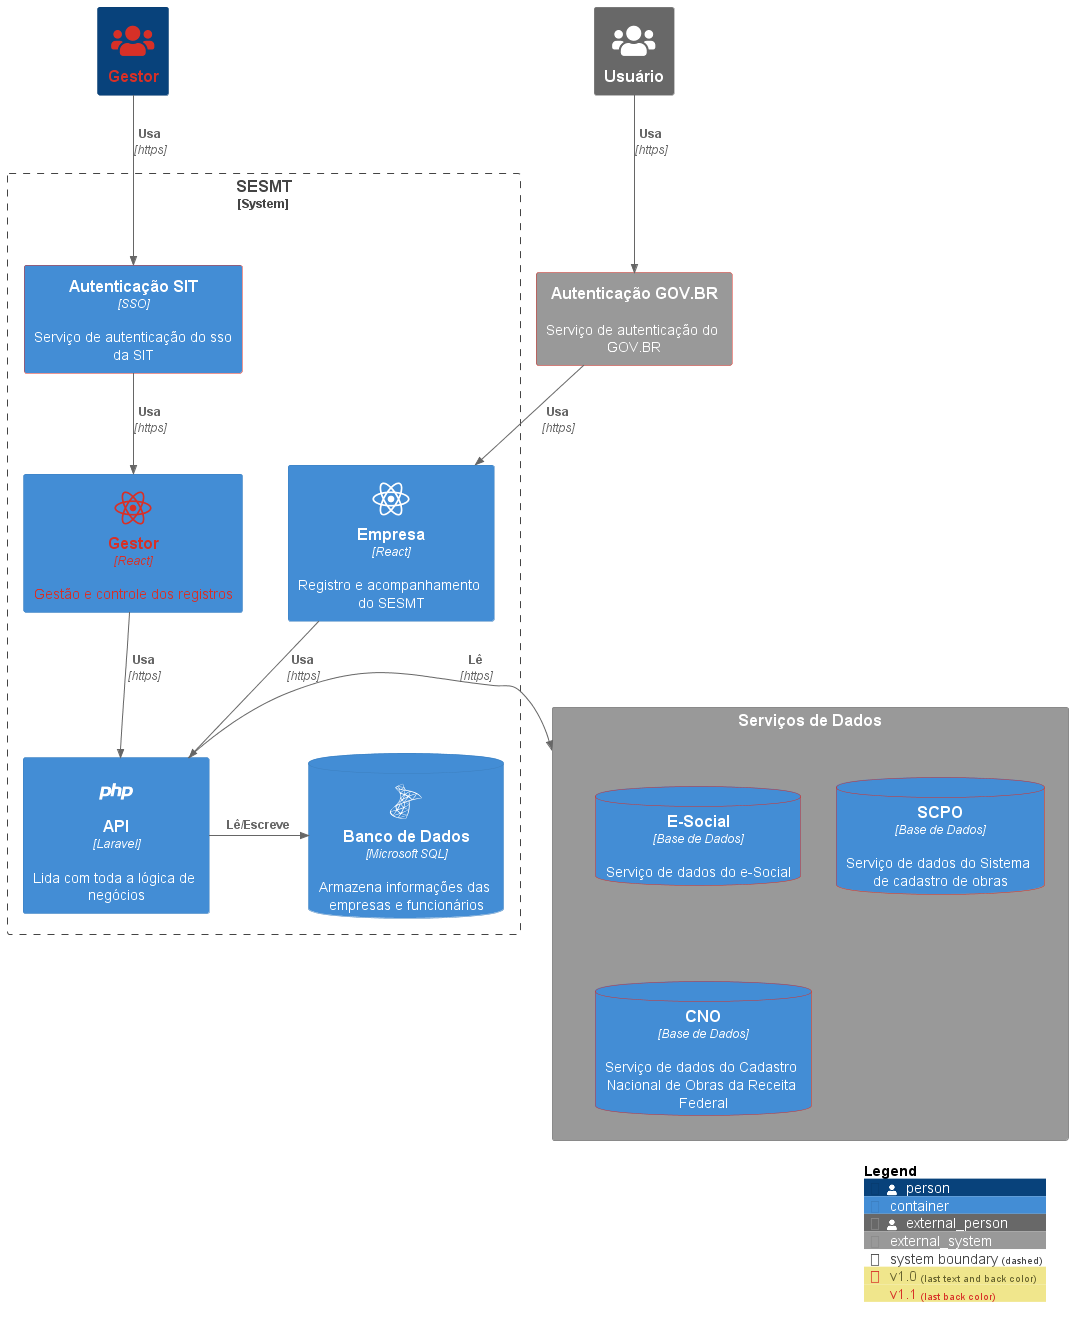 Gestor
Usuário
Usa
[https]
Usa
[https]
SESMT
[System]
Autenticação SIT
[SSO]
Serviço de autenticação do sso
da SIT
Autenticação GOV.BR
Serviço de autenticação do
GOV.BR
Usa
[https]
Usa
[https]
Gestor
[React]
Gestão e controle dos registros
Empresa
[React]
Registro e acompanhamento
do SESMT
Usa
[https]
Usa
[https]
Lê
[https]
php
API
[Laravel]
Lida com toda a lógica de
negócios
Lê/Escreve
Banco de Dados
[Microsoft SQL]
Armazena informações das
empresas e funcionários
Serviços de Dados
E-Social
[Base de Dados]
Serviço de dados do e-Social
SCPO
[Base de Dados]
Serviço de dados do Sistema
de cadastro de obras
CNO
[Base de Dados]
Serviço de dados do Cadastro
Nacional de Obras da Receita
Federal
Legend
person
container
external_person
external_system
system boundary (dashed)
v1.0 (last text and back color)
v1.1 (last back color)